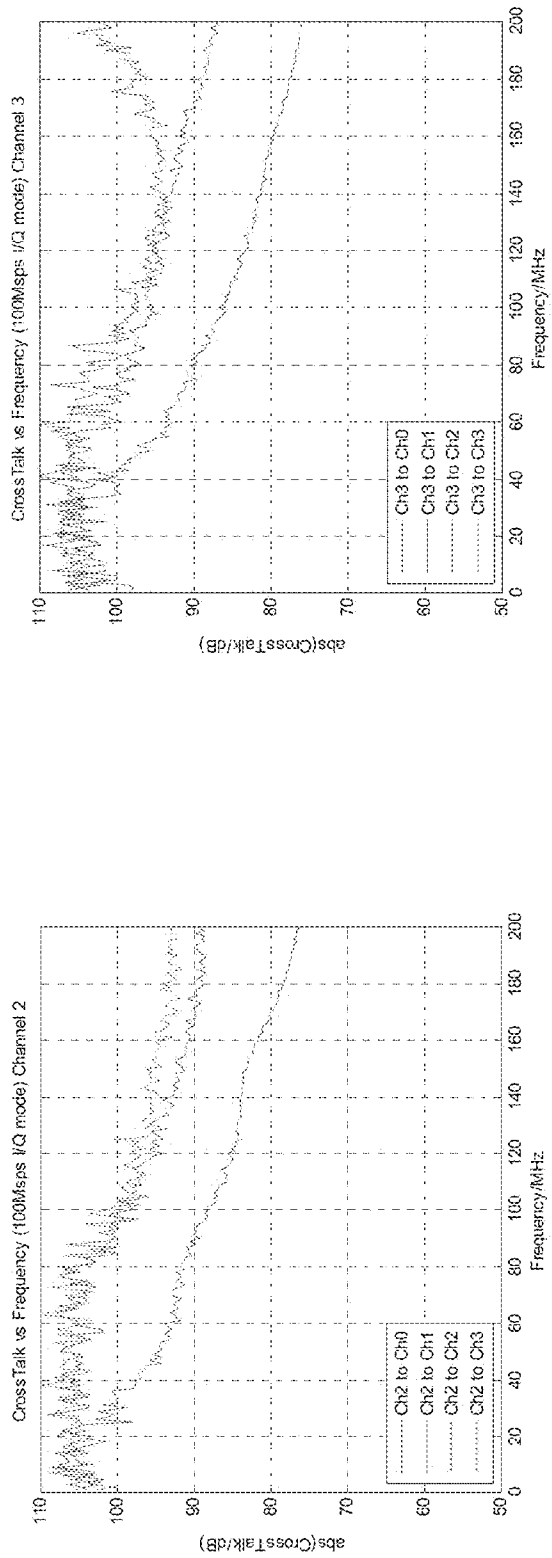 CrossTalk vs Frequency (100Msps I/Q mode) Channel 2
110
100
90
80
70
60
50
abs(CrossTalk/dB)
0
20
40
60
80
100
120
140
160
180
200
Frequency/MHz
Ch2 to Ch0
Ch2 to Ch1
Ch2 to Ch2
Ch2 to Ch3
CrossTalk vs Frequency (100Msps I/Q mode) Channel 3
110
100
90
80
70
60
50
abs(CrossTalk/dB)
0
20
40
60
80
100
120
140
160
180
200
Frequency/MHz
Ch3 to Ch0
Ch3 to Ch1
Ch3 to Ch2
Ch3 to Ch3